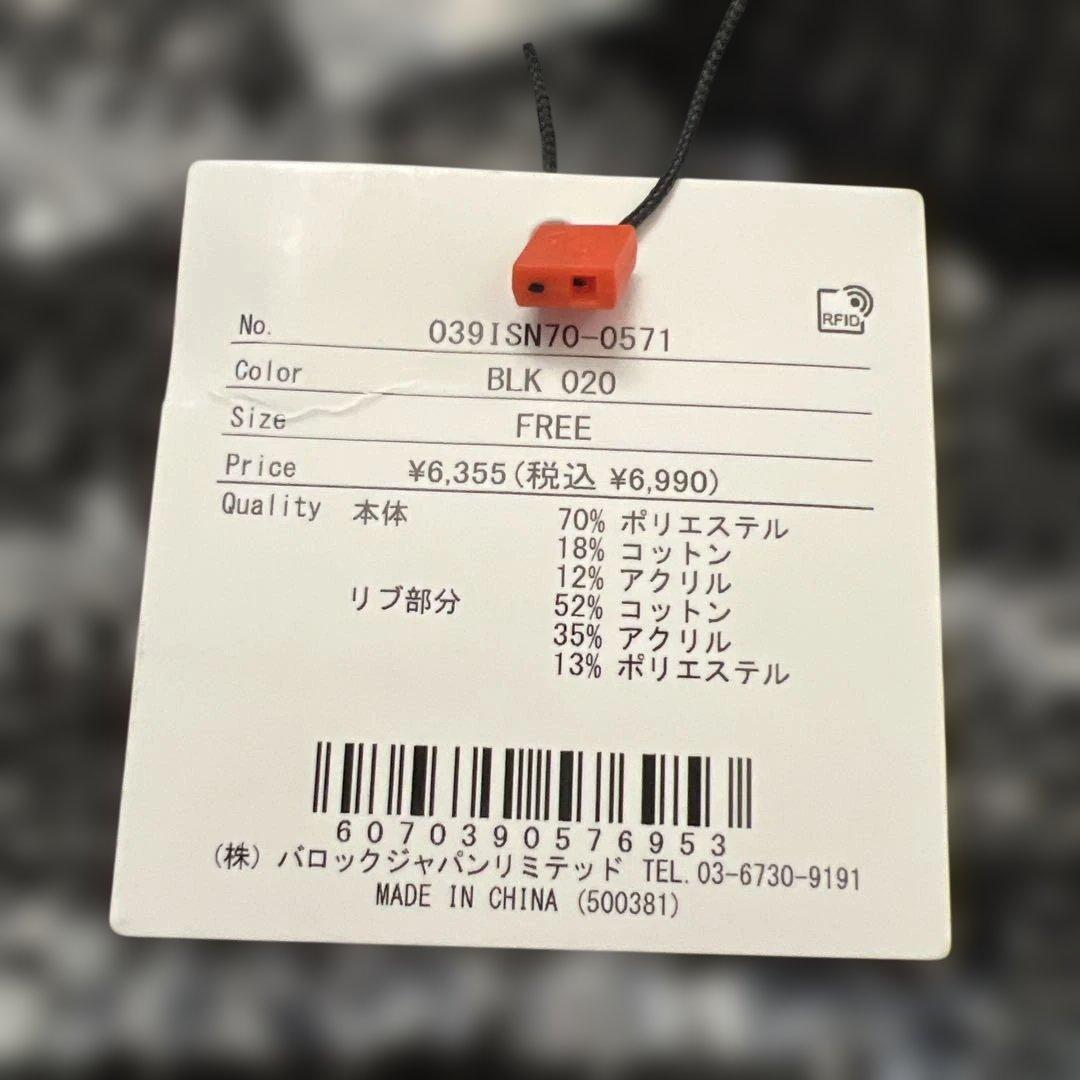 RFID
No. 039ISN70-0571
Color BLK 020
Size FREE
Price ¥6,355(税込 ¥6,990)
Quality 本体 70% ポリエステル
18% コットン
12% アクリル
リブ部分 52% コットン
35% アクリル
13% ポリエステル
6070390576953
(株) バロックジャパンリミテッド TEL.03-6730-9191
MADE IN CHINA (500381)